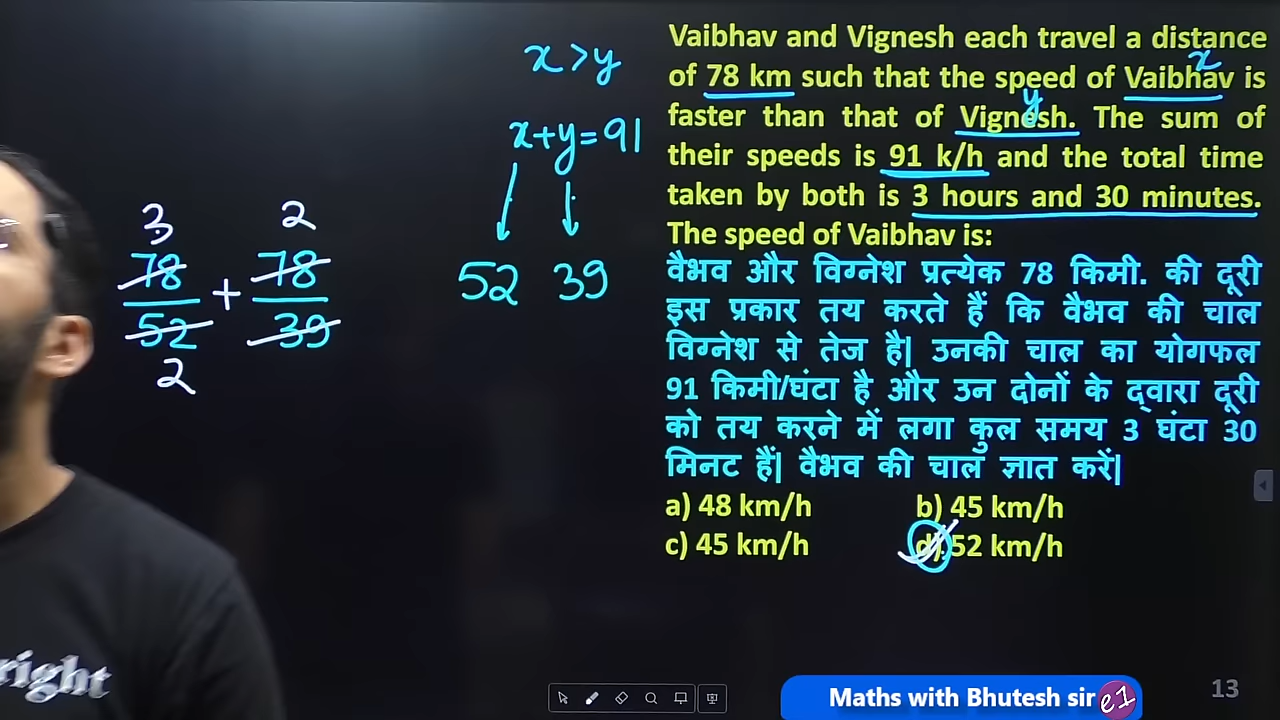 x>y
x+y=91
52 39
3 2
78 78
+
52 39
2
Vaibhav and Vignesh each travel a distance
x
of 78 km such that the speed of Vaibhav is
y
faster than that of Vignesh. The sum of
their speeds is 91 k/h and the total time
taken by both is 3 hours and 30 minutes.
The speed of Vaibhav is:
वैभव और विग्नेश प्रत्येक 78 किमी. की दूरी
इस प्रकार तय करते हैं कि वैभव की चाल
विग्नेश से तेज है| उनकी चाल का योगफल
91 किमी/घंटा है और उन दोनों के द्वारा दूरी
को तय करने में लगा कुल समय 3 घंटा 30
मिनट हैं| वैभव की चाल ज्ञात करें|
a) 48 km/h b) 45 km/h
c) 45 km/h d) 52 km/h
right
Maths with Bhutesh sir e1
13